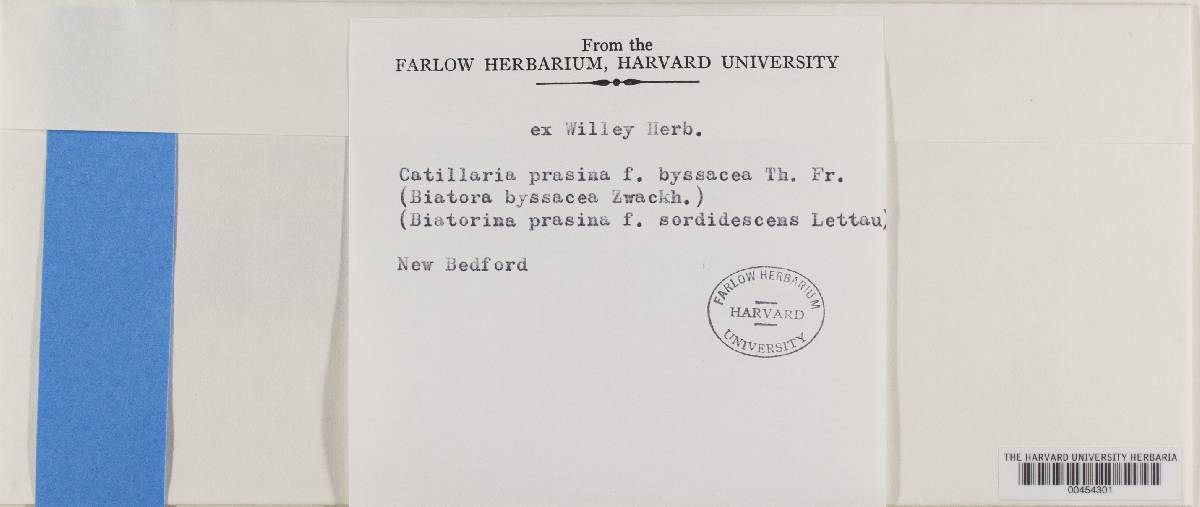 From the
FARLOW HERBARIUM, HARVARD UNIVERSITY
ex Willey Herb.
Catillaria prasina f. byssacea Th. Fr.
(Biatora byssacea Zwackh.)
(Biatorina prasina f. sordidescens Lettau)
New Bedford
FARLOW HERBARIUM
HARVARD
UNIVERSITY
THE HARVARD UNIVERSITY HERBARIA
00454301